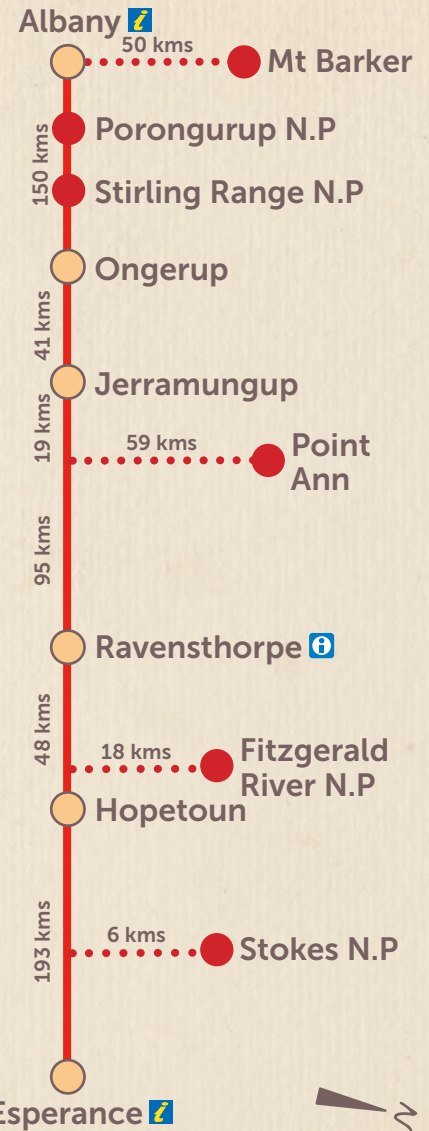 Albany i
50 kms
Mt Barker
Porongurup N.P
150 kms
Stirling Range N.P
Ongerup
41 kms
Jerramungup
19 kms
59 kms
Point
Ann
95 kms
Ravensthorpe i
48 kms
18 kms
Fitzgerald
River N.P
Hopetoun
193 kms
6 kms
Stokes N.P
Esperance i
N